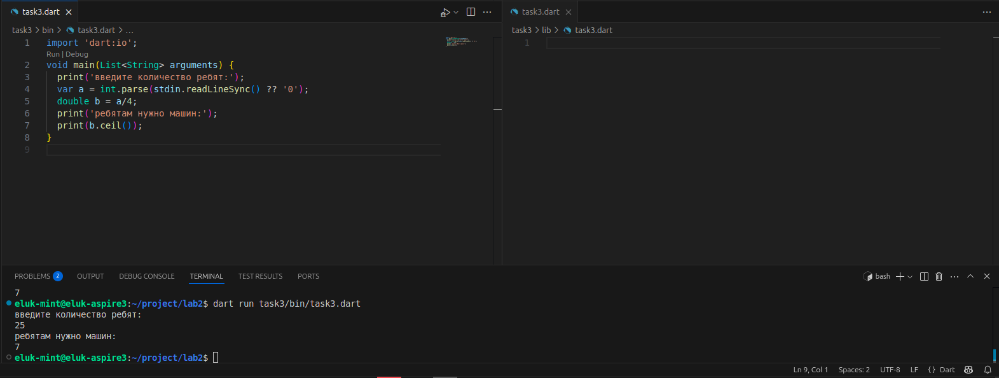 task3.dart
task3 > bin > task3.dart > ...
1 import 'dart:io';
Run | Debug
2 void main(List<String> arguments) {
3 print('введите количество ребят:');
4 var a = int.parse(stdin.readLineSync() ?? '0');
5 double b = a/4;
6 print('ребятам нужно машин:');
7 print(b.ceil());
8 }
9
task3.dart
task3 > lib > task3.dart
1
PROBLEMS 2 OUTPUT DEBUG CONSOLE TERMINAL TEST RESULTS PORTS
bash
7
eluk-mint@eluk-aspire3:~/project/lab2$ dart run task3/bin/task3.dart
введите количество ребят:
25
ребятам нужно машин:
7
eluk-mint@eluk-aspire3:~/project/lab2$
Ln 9, Col 1 Spaces: 2 UTF-8 LF {} Dart